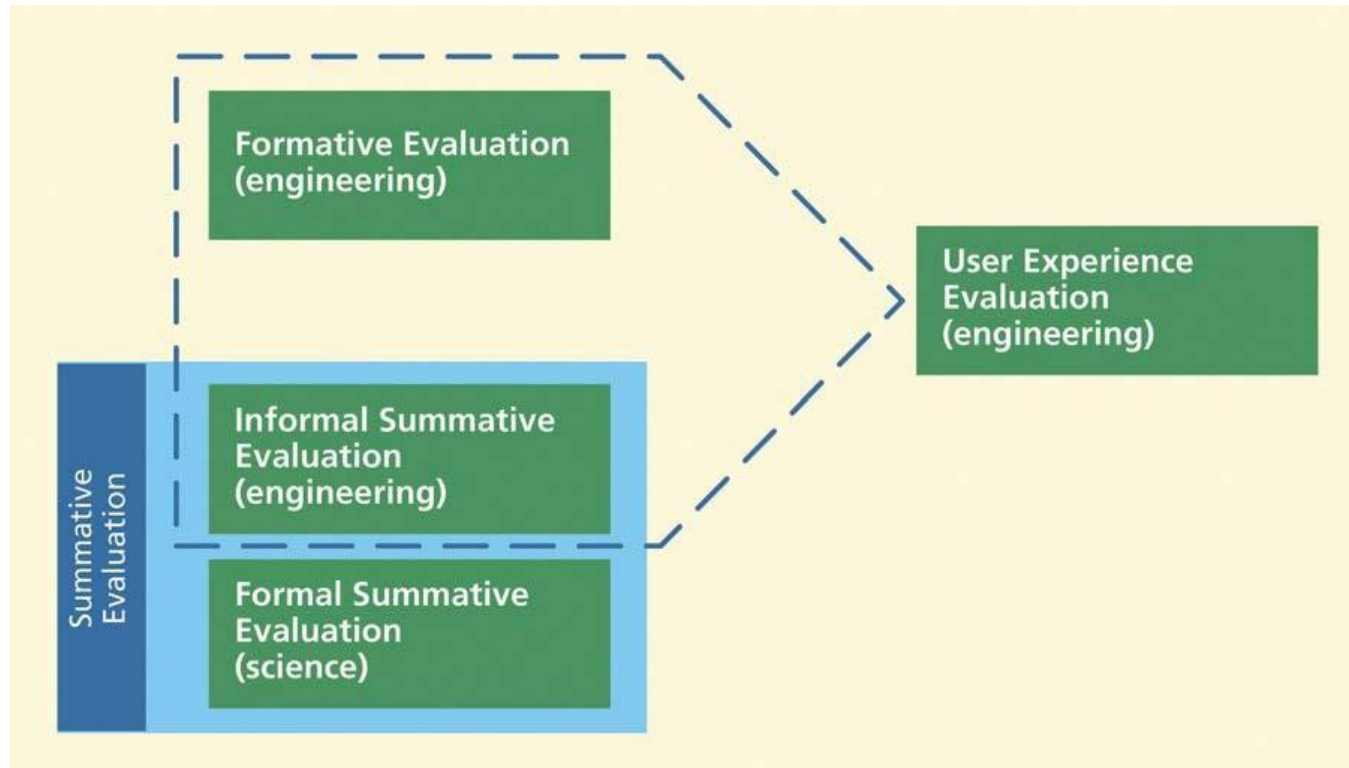 Formative Evaluation
(engineering)
User Experience
Evaluation
(engineering)
Summative
Evaluation
Informal Summative
Evaluation
(engineering)
Formal Summative
Evaluation
(science)